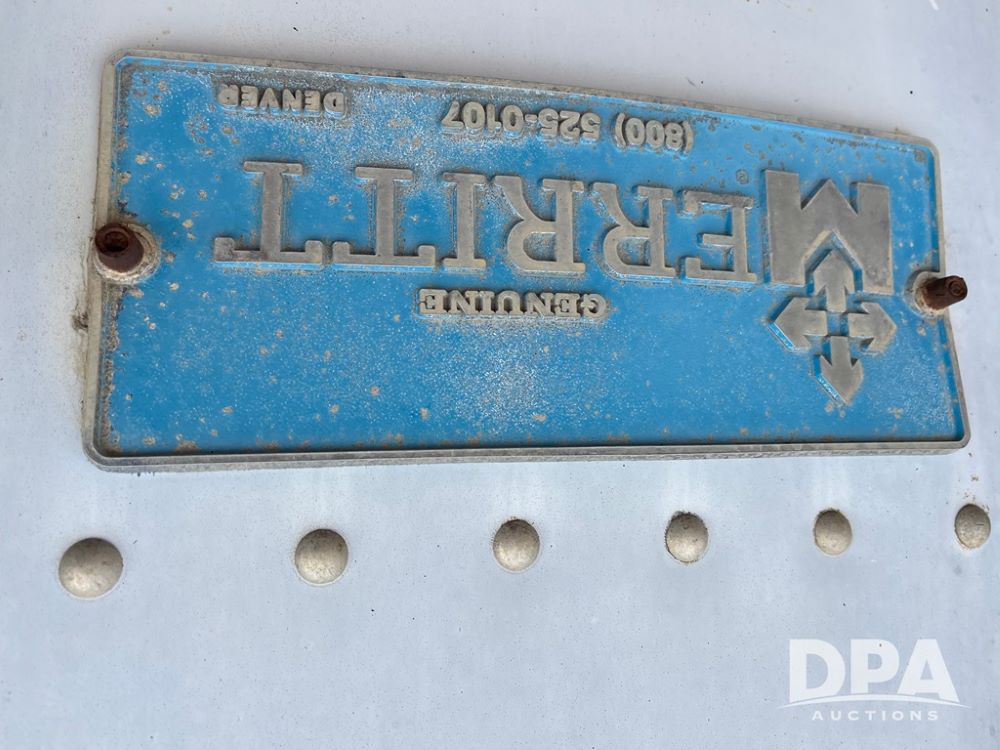 GENUINE
MERRITT®
(800) 525-0107 DENVER
DPA
AUCTIONS